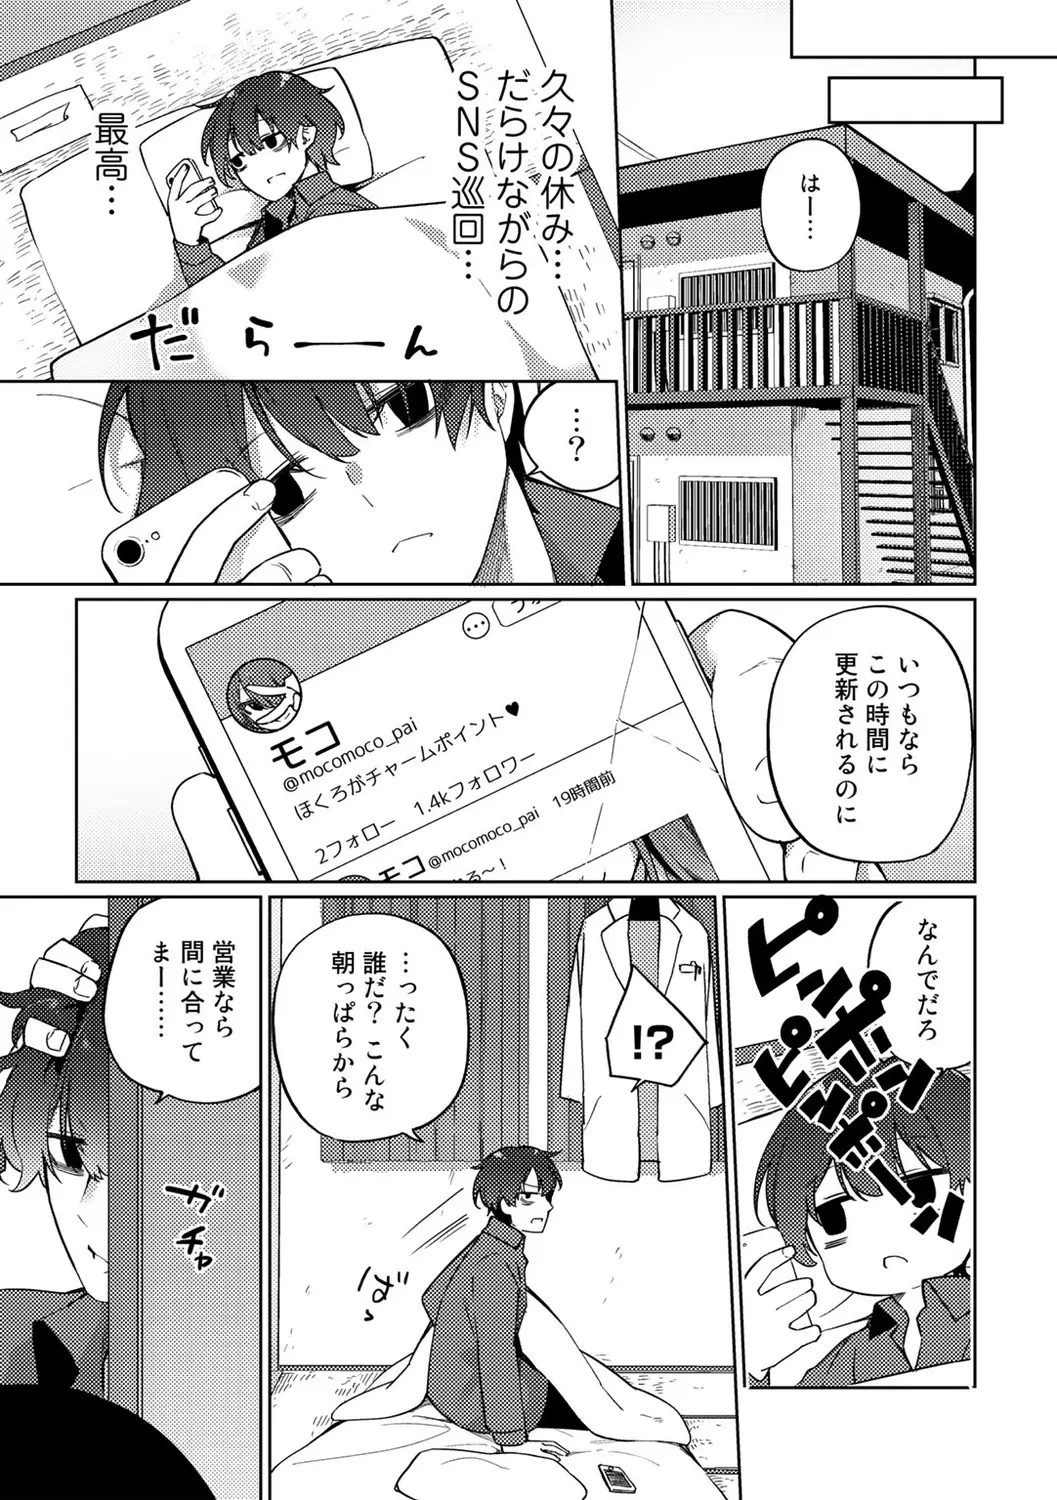 はー…
久々の休み…
だらけながらの
SNS巡回…
最高…
だらーーん
…?
いつもなら
この時間に
更新されるのに
モコ
@mocomoco_pai
ほくろがチャームポイント♥
2フォロー 1.4kフォロワー
モコ @mocomoco_pai 19時間前
る～!
なんでだろ
ピンポーン
ピンポーン
!?
…ったく
誰だ?こんな
朝っぱらから
営業なら
間に合って
まー……
ガチャ